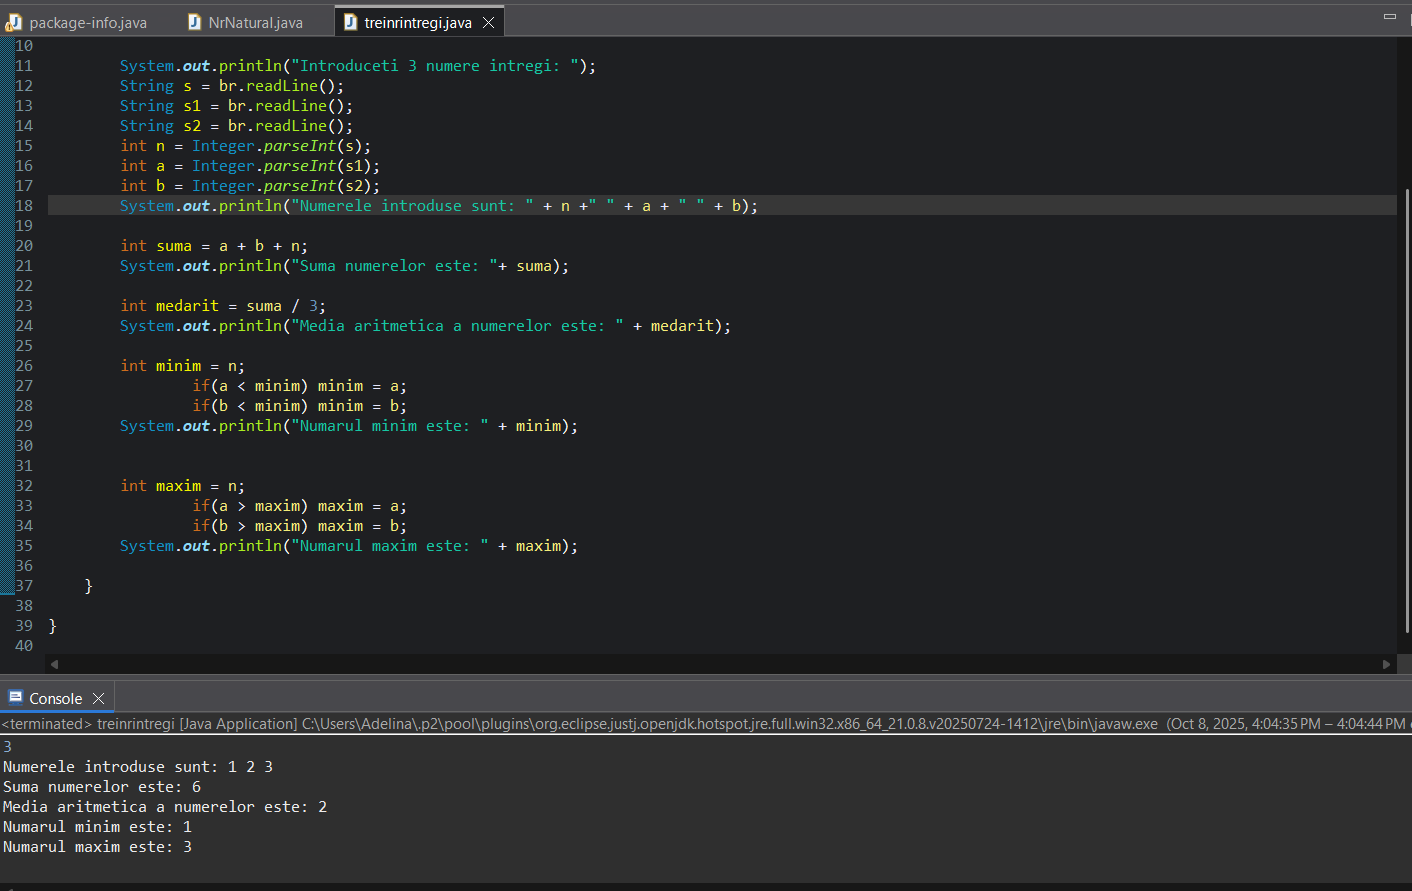 package-info.java NrNatural.java treinrintregi.java
10
11 System.out.println("Introduceti 3 numere intregi: ");
12 String s = br.readLine();
13 String s1 = br.readLine();
14 String s2 = br.readLine();
15 int n = Integer.parseInt(s);
16 int a = Integer.parseInt(s1);
17 int b = Integer.parseInt(s2);
18 System.out.println("Numerele introduse sunt: " + n +" " + a + " " + b);
19
20 int suma = a + b + n;
21 System.out.println("Suma numerelor este: "+ suma);
22
23 int medarit = suma / 3;
24 System.out.println("Media aritmetica a numerelor este: " + medarit);
25
26 int minim = n;
27 if(a < minim) minim = a;
28 if(b < minim) minim = b;
29 System.out.println("Numarul minim este: " + minim);
30
31
32 int maxim = n;
33 if(a > maxim) maxim = a;
34 if(b > maxim) maxim = b;
35 System.out.println("Numarul maxim este: " + maxim);
36
37 }
38
39 }
40
Console
<terminated> treinrintregi [Java Application] C:\Users\Adelina\.p2\pool\plugins\org.eclipse.justj.openjdk.hotspot.jre.full.win32.x86_64_21.0.8.v20250724-1412\jre\bin\javaw.exe (Oct 8, 2025, 4:04:35 PM – 4:04:44 PM
3
Numerele introduse sunt: 1 2 3
Suma numerelor este: 6
Media aritmetica a numerelor este: 2
Numarul minim este: 1
Numarul maxim este: 3